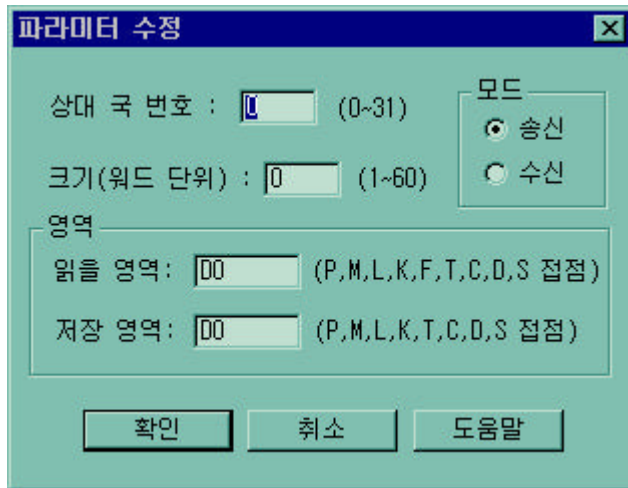 파라미터 수정
상대 국 번호 : 0 (0~31)
모드
송신
크기(워드 단위) : 0 (1~60)
수신
영역
읽을 영역: D0 (P,M,L,K,F,T,C,D,S 접점)
저장 영역: D0 (P,M,L,K,T,C,D,S 접점)
확인 취소 도움말